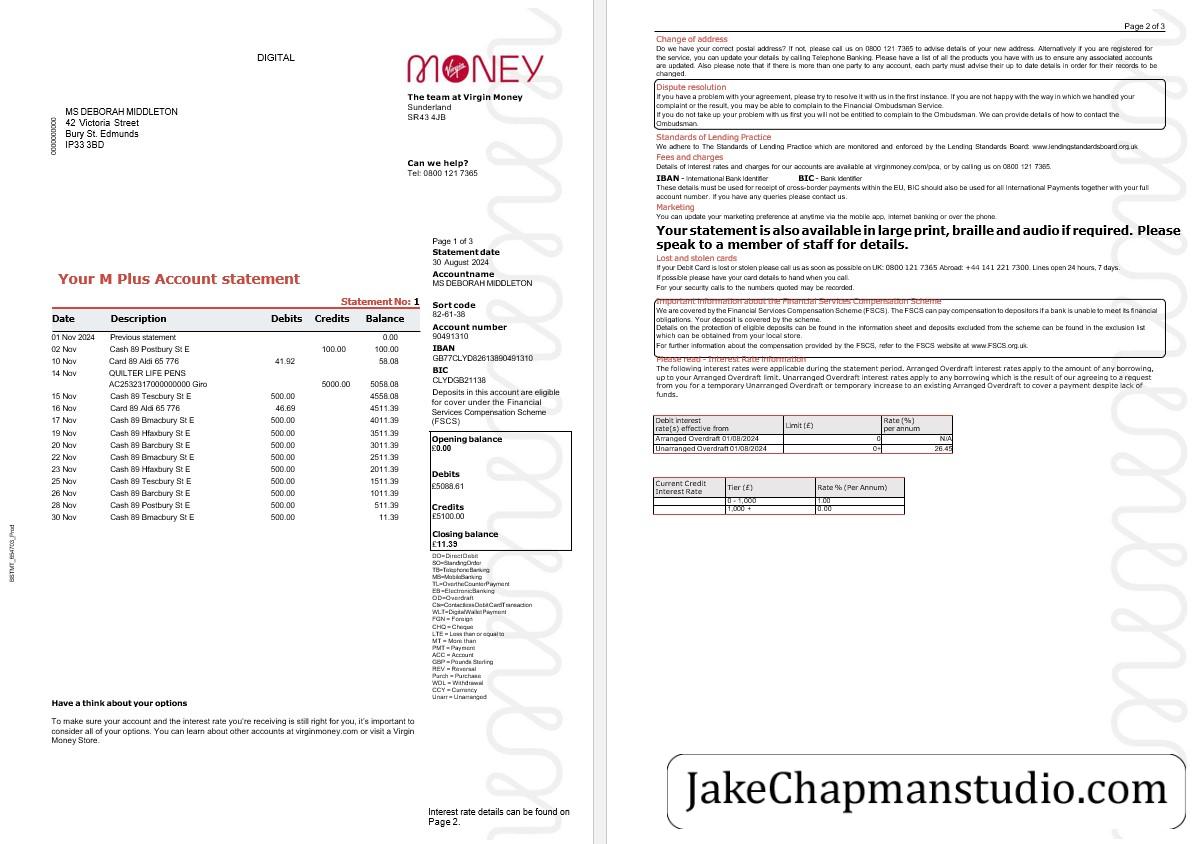 DIGITAL
Virgin
MONEY
The team at Virgin Money
Sunderland
SR43 4JB
0000000000
MS DEBORAH MIDDLETON
42 Victoria Street
Bury St. Edmunds
IP33 3BD
Can we help?
Tel: 0800 121 7365
Your M Plus Account statement
Statement No: 1
Date Description Debits Credits Balance
01 Nov 2024 Previous statement 0.00
02 Nov Cash 89 Postbury St E 100.00 100.00
10 Nov Card 89 Aldi 65 776 41.92 58.08
14 Nov QUILTER LIFE PENS
AC2532317000000000 Giro 5000.00 5058.08
15 Nov Cash 89 Tescbury St E 500.00 4558.08
16 Nov Card 89 Aldi 65 776 46.69 4511.39
17 Nov Cash 89 Bmacbury St E 500.00 4011.39
19 Nov Cash 89 Hfaxbury St E 500.00 3511.39
20 Nov Cash 89 Barcbury St E 500.00 3011.39
22 Nov Cash 89 Bmacbury St E 500.00 2511.39
23 Nov Cash 89 Hfaxbury St E 500.00 2011.39
25 Nov Cash 89 Tescbury St E 500.00 1511.39
26 Nov Cash 89 Barcbury St E 500.00 1011.39
28 Nov Cash 89 Postbury St E 500.00 511.39
30 Nov Cash 89 Bmacbury St E 500.00 11.39
Page 1 of 3
Statement date
30 August 2024
Accountname
MS DEBORAH MIDDLETON
Sort code
82-61-38
Account number
90491310
IBAN
GB77CLYD82613890491310
BIC
CLYDGB21138
Deposits in this account are eligible
for cover under the Financial
Services Compensation Scheme
(FSCS)
Opening balance
£0.00
Debits
£5088.61
Credits
£5100.00
Closing balance
£11.39
DD=DirectDebit
SO=StandingOrder
TB=TelephoneBanking
MB=MobileBanking
TL=OvertheCounterPayment
EB=ElectronicBanking
OD=Overdraft
Cls=ContactlessDebitCardTransaction
WLT=DigitalWalletPayment
FGN = Foreign
CHQ = Cheque
LTE = Less than or equal to
MT = More than
PMT = Payment
ACC = Account
GBP = Pounds Sterling
REV = Reversal
Purch = Purchase
WDL = Withdrawal
CCY = Currency
Unarr = Unarranged
BSTMT_654703_Prod
Have a think about your options
To make sure your account and the interest rate you're receiving is still right for you, it's important to
consider all of your options. You can learn about other accounts at virginmoney.com or visit a Virgin
Money Store.
Interest rate details can be found on
Page 2.
Page 2 of 3
Change of address
Do we have your correct postal address? If not, please call us on 0800 121 7365 to advise details of your new address. Alternatively if you are registered for
the service, you can update your details by calling Telephone Banking. Please have a list of all the products you have with us to ensure any associated accounts
are updated. Also please note that if there is more than one party to any account, each party must advise their up to date details in order for their records to be
changed.
Dispute resolution
If you have a problem with your agreement, please try to resolve it with us in the first instance. If you are not happy with the way in which we handled your
complaint or the result, you may be able to complain to the Financial Ombudsman Service.
If you do not take up your problem with us first you will not be entitled to complain to the Ombudsman. We can provide details of how to contact the
Ombudsman.
Standards of Lending Practice
We adhere to The Standards of Lending Practice which are monitored and enforced by the Lending Standards Board: www.lendingstandardsboard.org.uk
Fees and charges
Details of interest rates and charges for our accounts are available at virginmoney.com/pca, or by calling us on 0800 121 7365.
IBAN - International Bank Identifier BIC - Bank Identifier
These details must be used for receipt of cross-border payments within the EU, BIC should also be used for all International Payments together with your full
account number. If you have any queries please contact us.
Marketing
You can update your marketing preference at anytime via the mobile app, internet banking or over the phone.
Your statement is also available in large print, braille and audio if required. Please
speak to a member of staff for details.
Lost and stolen cards
If your Debit Card is lost or stolen please call us as soon as possible on UK: 0800 121 7365 Abroad: +44 141 221 7300. Lines open 24 hours, 7 days.
If possible please have your card details to hand when you call.
For your security calls to the numbers quoted may be recorded.
Important information about the Financial Services Compensation Scheme
We are covered by the Financial Services Compensation Scheme (FSCS). The FSCS can pay compensation to depositors if a bank is unable to meet its financial
obligations. Your deposit is covered by the scheme.
Details on the protection of eligible deposits can be found in the information sheet and deposits excluded from the scheme can be found in the exclusion list
which can be obtained from your local store.
For further information about the compensation provided by the FSCS, refer to the FSCS website at www.FSCS.org.uk.
Please read - Interest Rate Information
The following interest rates were applicable during the statement period. Arranged Overdraft interest rates apply to the amount of any borrowing,
up to your Arranged Overdraft limit. Unarranged Overdraft interest rates apply to any borrowing which is the result of our agreeing to a request
from you for a temporary Unarranged Overdraft or temporary increase to an existing Arranged Overdraft to cover a payment despite lack of
funds.
Debit interest
rate(s) effective from Limit (£) Rate (%)
per annum
Arranged Overdraft 01/08/2024 0 N/A
Unarranged Overdraft 01/08/2024 0+ 26.45
Current Credit
Interest Rate Tier (£) Rate % (Per Annum)
0 - 1,000 1.00
1,000 + 0.00
JakeChapmanstudio.com